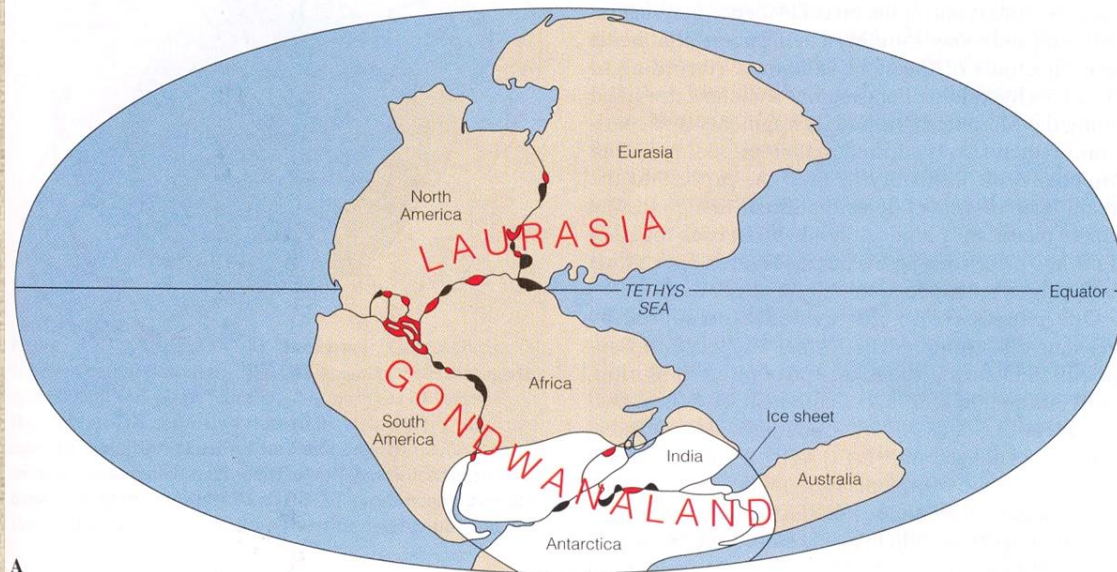 Eurasia
North
America
LAURASIA
TETHYS
SEA
Equator
GONDWANALAND
Africa
South
America
Ice sheet
India
Australia
Antarctica
A